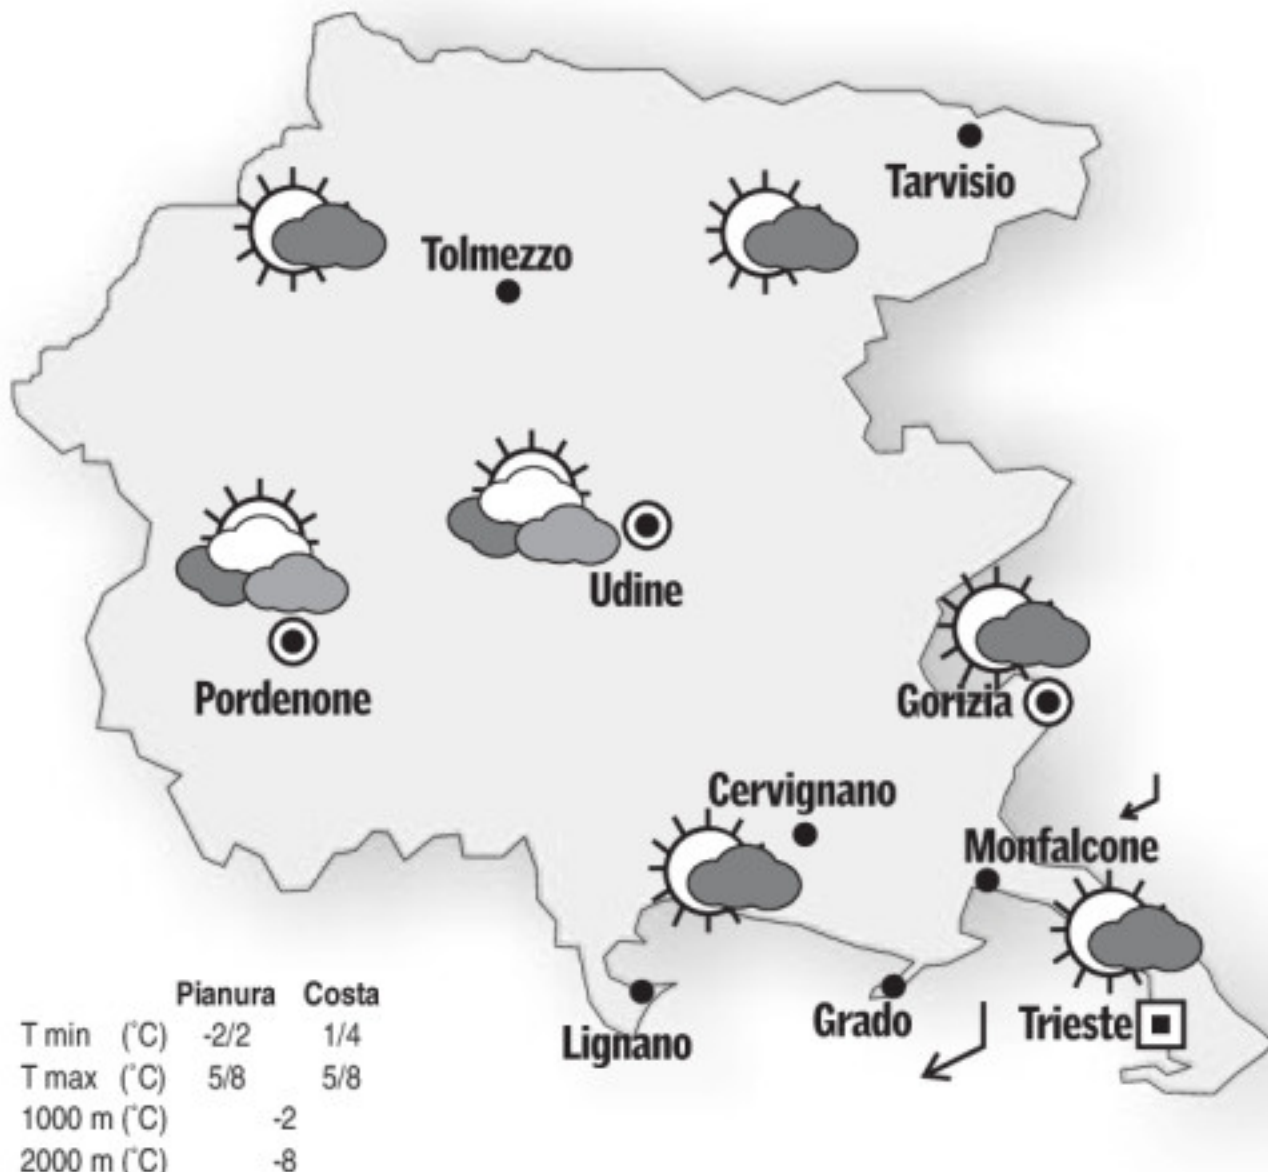 Tarvisio
Tolmezzo
Udine
Pordenone
Gorizia
Cervignano
Monfalcone
Grado
Trieste
Lignano
Pianura Costa
T min (°C) -2/2 1/4
T max (°C) 5/8 5/8
1000 m (°C) -2
2000 m (°C) -8